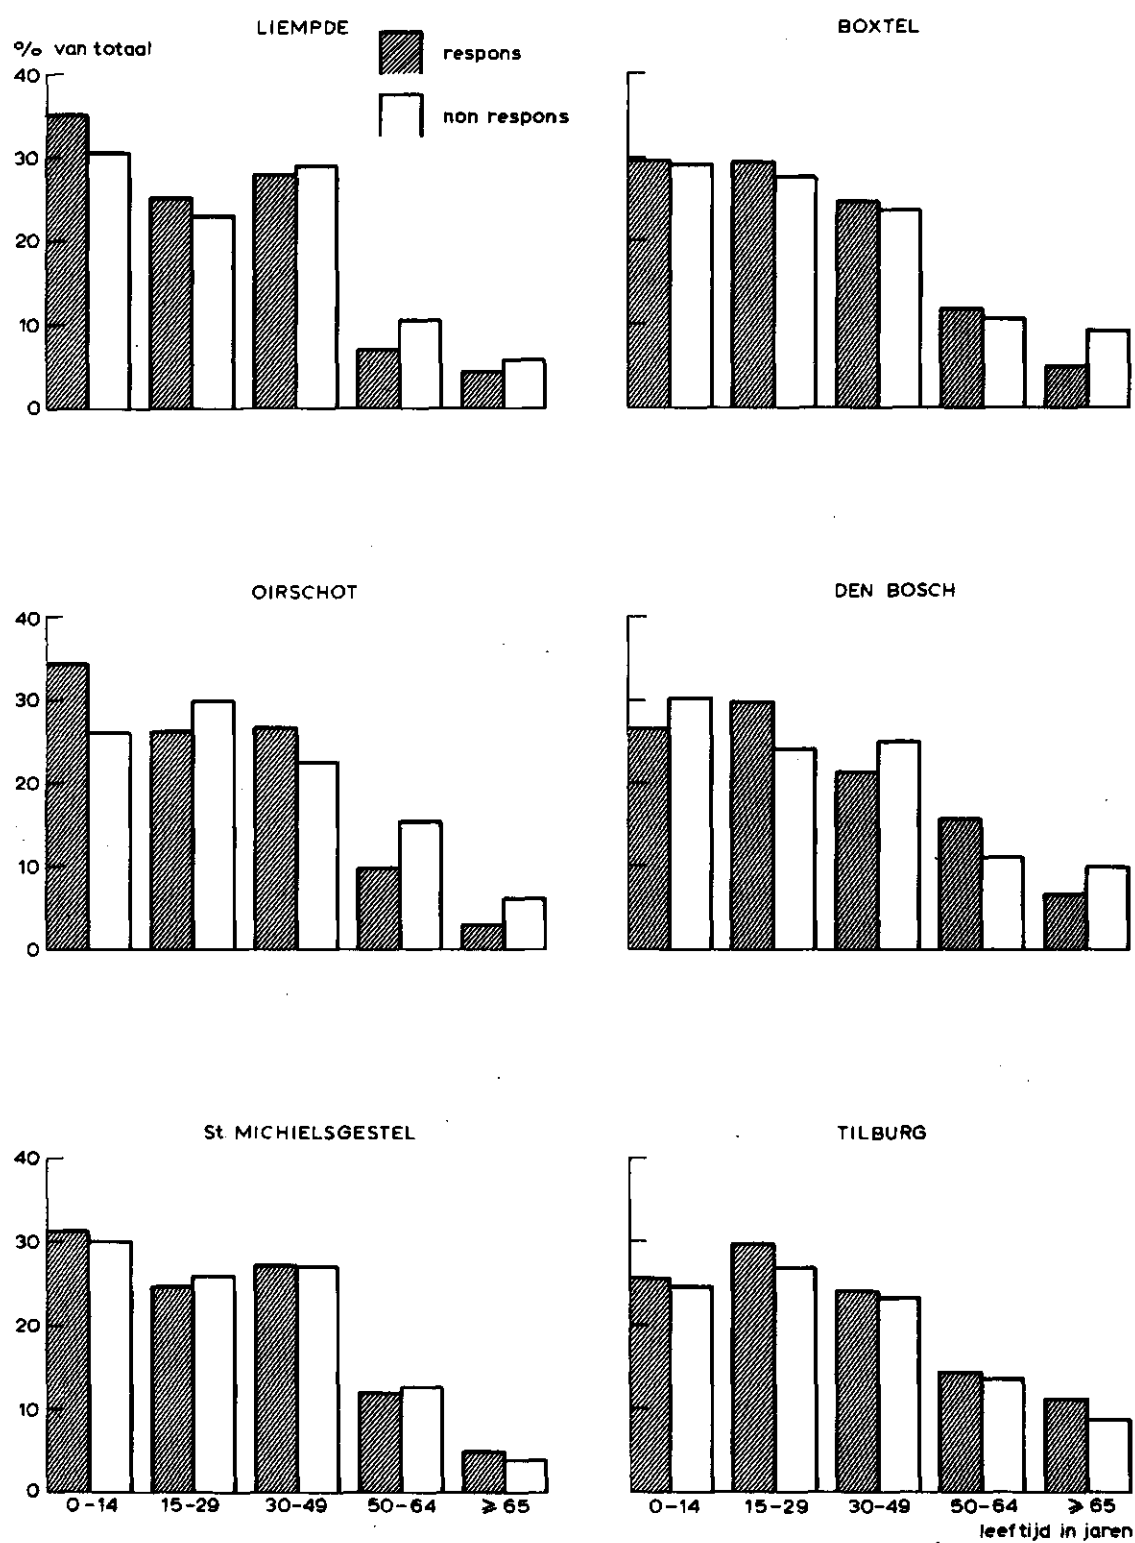 LIEMPDE
% van totaal
respons
non respons
40
30
20
10
0
BOXTEL
OIRSCHOT
40
30
20
10
0
DEN BOSCH
St. MICHIELSGESTEL
40
30
20
10
0
0-14 15-29 30-49 50-64 ⩾ 65
TILBURG
0-14 15-29 30-49 50-64 ⩾ 65
leeftijd in jaren